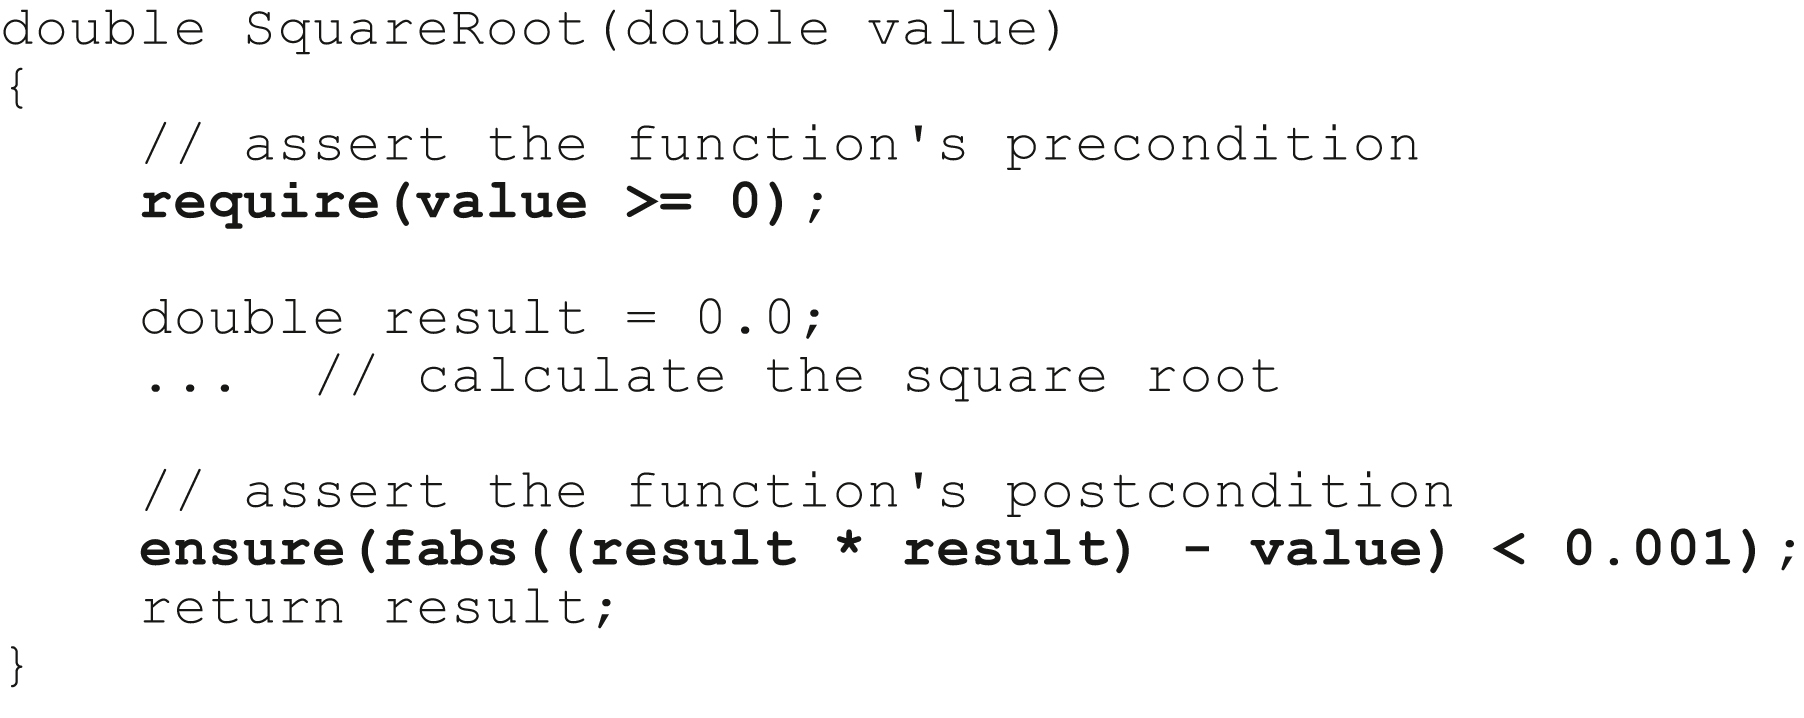 double SquareRoot(double value)
{
    // assert the function's precondition
    require(value >= 0);

    double result = 0.0;
    ...  // calculate the square root

    // assert the function's postcondition
    ensure(fabs((result * result) - value) < 0.001);
    return result;
}